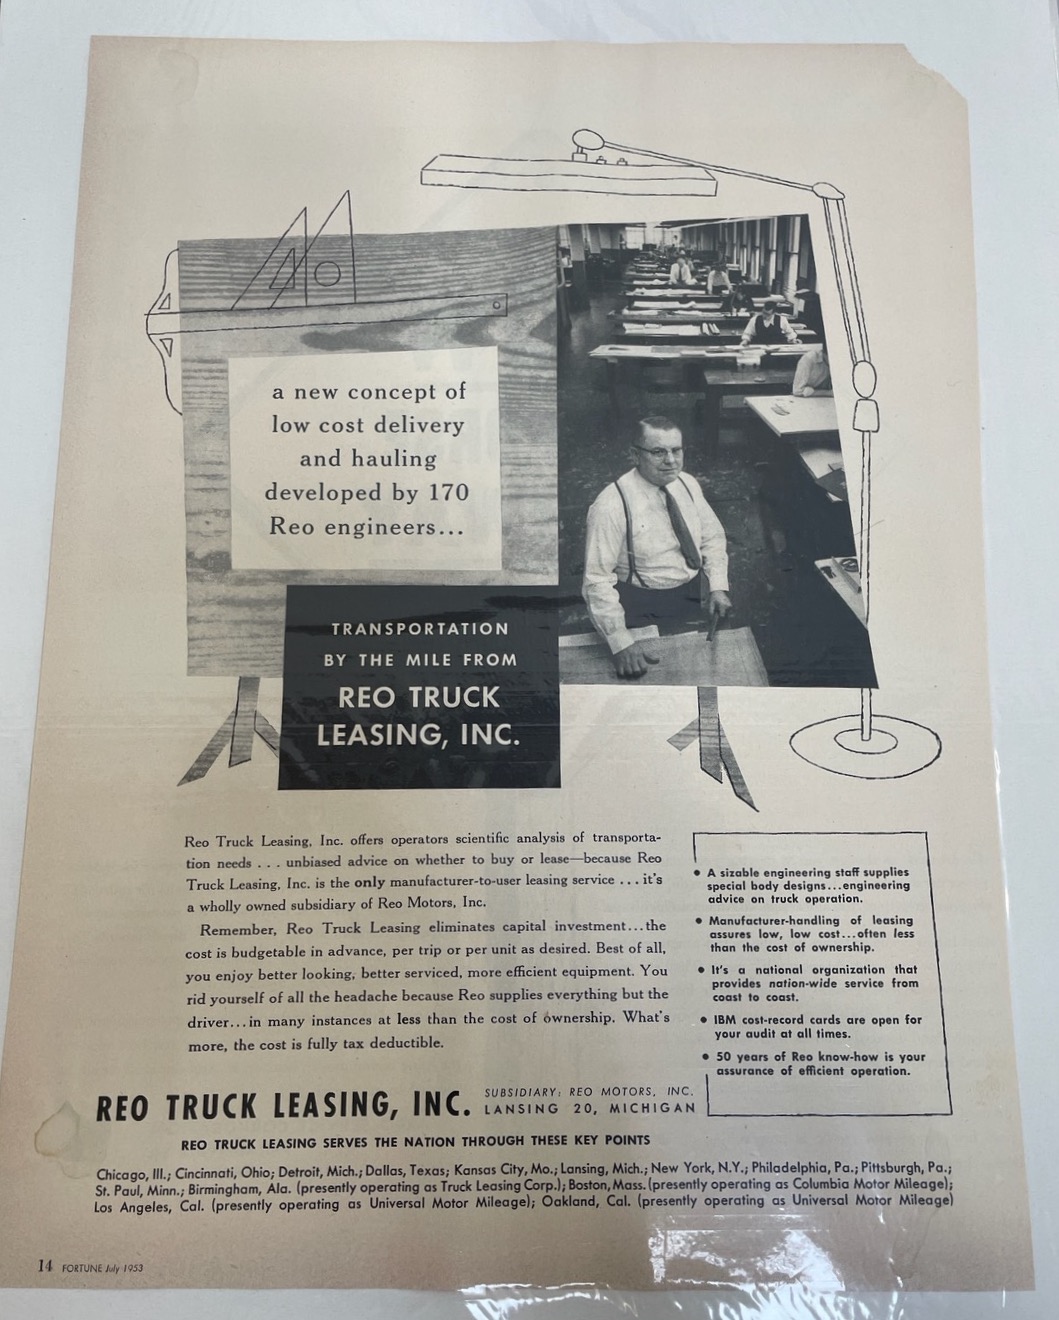 a new concept of
low cost delivery
and hauling
developed by 170
Reo engineers...
TRANSPORTATION
BY THE MILE FROM
REO TRUCK
LEASING, INC.
Reo Truck Leasing, Inc. offers operators scientific analysis of transporta-
tion needs . . . unbiased advice on whether to buy or lease—because Reo
Truck Leasing, Inc. is the only manufacturer-to-user leasing service . . . it's
a wholly owned subsidiary of Reo Motors, Inc.
Remember, Reo Truck Leasing eliminates capital investment...the
cost is budgetable in advance, per trip or per unit as desired. Best of all,
you enjoy better looking, better serviced, more efficient equipment. You
rid yourself of all the headache because Reo supplies everything but the
driver...in many instances at less than the cost of ownership. What's
more, the cost is fully tax deductible.
• A sizable engineering staff supplies
special body designs...engineering
advice on truck operation.
• Manufacturer-handling of leasing
assures low, low cost...often less
than the cost of ownership.
• It's a national organization that
provides nation-wide service from
coast to coast.
• IBM cost-record cards are open for
your audit at all times.
• 50 years of Reo know-how is your
assurance of efficient operation.
REO TRUCK LEASING, INC.
SUBSIDIARY: REO MOTORS, INC.
LANSING 20, MICHIGAN
REO TRUCK LEASING SERVES THE NATION THROUGH THESE KEY POINTS
Chicago, Ill.; Cincinnati, Ohio; Detroit, Mich.; Dallas, Texas; Kansas City, Mo.; Lansing, Mich.; New York, N.Y.; Philadelphia, Pa.; Pittsburgh, Pa.;
St. Paul, Minn.; Birmingham, Ala. (presently operating as Truck Leasing Corp.); Boston, Mass. (presently operating as Columbia Motor Mileage);
Los Angeles, Cal. (presently operating as Universal Motor Mileage); Oakland, Cal. (presently operating as Universal Motor Mileage)
14 FORTUNE July 1953